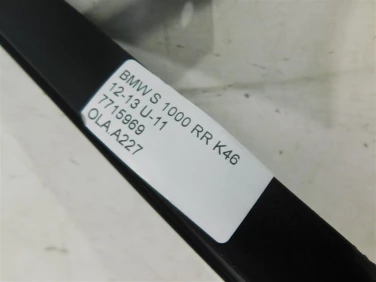 BMW S 1000 RR K46
12-13 U-11
7715969
OLA.A227